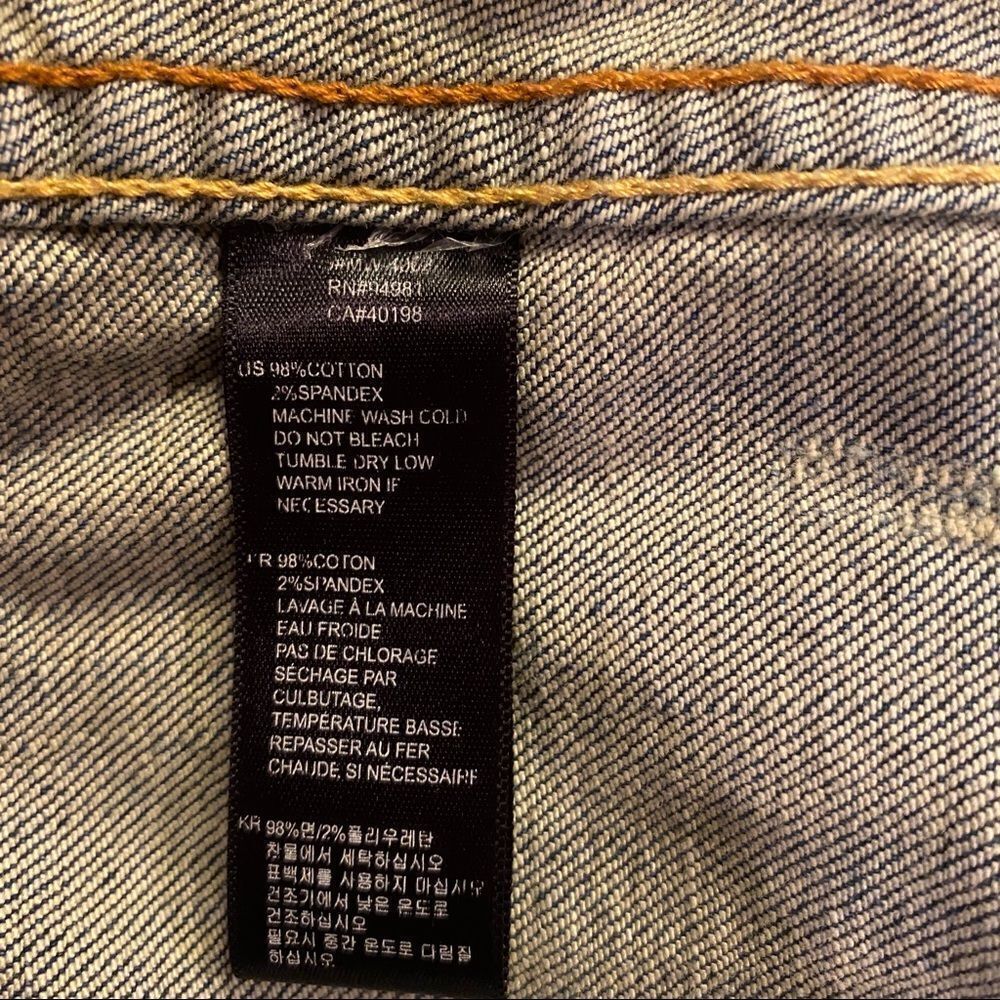 RN#94981
CA#40198
US 98%COTTON
2%SPANDEX
MACHINE WASH COLD
DO NOT BLEACH
TUMBLE DRY LOW
WARM IRON IF
NECESSARY
FR 98%COTON
2%SPANDEX
LAVAGE À LA MACHINE
EAU FROIDE
PAS DE CHLORAGE
SÉCHAGE PAR
CULBUTAGE,
TEMPÉRATURE BASSE
REPASSER AU FER
CHAUDE, SI NÉCESSAIRE
KR 98%면/2%폴리우레탄
찬물에서 세탁하십시오
표백제를 사용하지 마십시오
건조기에서 낮은 온도로
건조하십시오
필요시 중간 온도로 다림질
하십시오